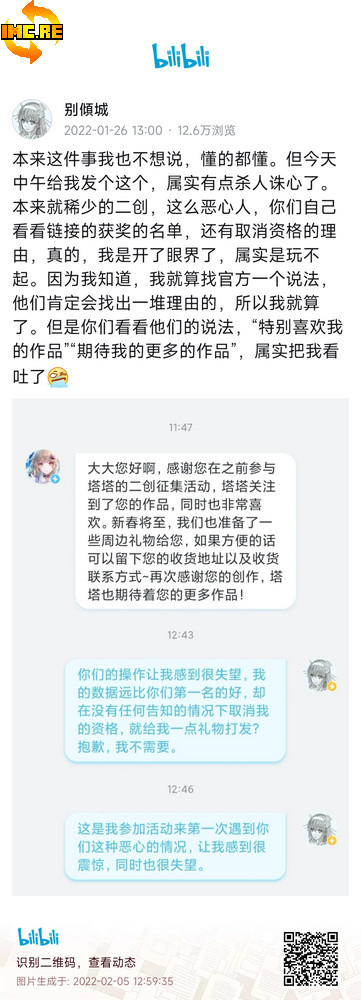 IMC.RE
bilibili
别傾城
2022-01-26 13:00 · 12.6万浏览
本来这件事我也不想说，懂的都懂。但今天
中午给我发个这个，属实有点杀人诛心了。
本来就稀少的二创，这么恶心人，你们自己
看看链接的获奖的名单，还有取消资格的理
由，真的，我是开了眼界了，属实是玩不
起。因为我知道，我就算找官方一个说法，
他们肯定会找出一堆理由的，所以我就算
了。但是你们看看他们的说法，“特别喜欢我
的作品”“期待我的更多的作品”，属实把我看
吐了
11:47
大大您好啊，感谢您在之前参与
塔塔的二创征集活动，塔塔关注
到了您的作品，同时也非常喜
欢。新春将至，我们也准备了一
些周边礼物给您，如果方便的话
可以留下您的收货地址以及收货
联系方式~再次感谢您的创作，塔
塔也期待着您的更多作品！
12:43
你们的操作让我感到很失望，我
的数据远比你们第一名的好，却
在没有任何告知的情况下取消我
的资格，就给我一点礼物打发？
抱歉，我不需要。
12:46
这是我参加活动来第一次遇到你
们这种恶心的情况，让我感到很
震惊，同时也很失望。
bilibili
识别二维码，查看动态
图片生成于: 2022-02-05 12:59:35